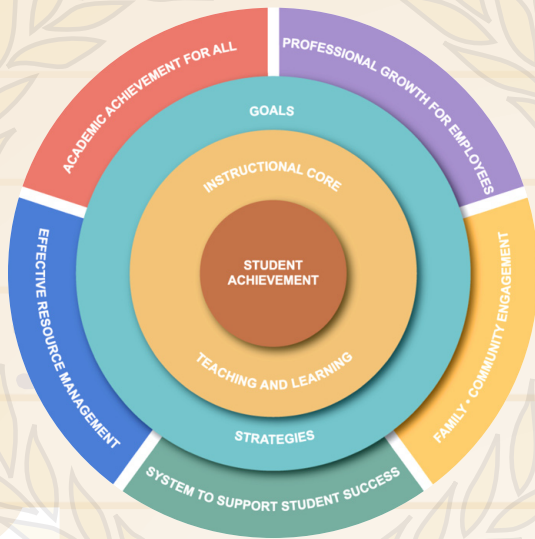 ACADEMIC ACHIEVEMENT FOR ALL
PROFESSIONAL GROWTH FOR EMPLOYEES
GOALS
INSTRUCTIONAL CORE
STUDENT
ACHIEVEMENT
EFFECTIVE RESOURCE MANAGEMENT
FAMILY • COMMUNITY ENGAGEMENT
TEACHING AND LEARNING
STRATEGIES
SYSTEM TO SUPPORT STUDENT SUCCESS